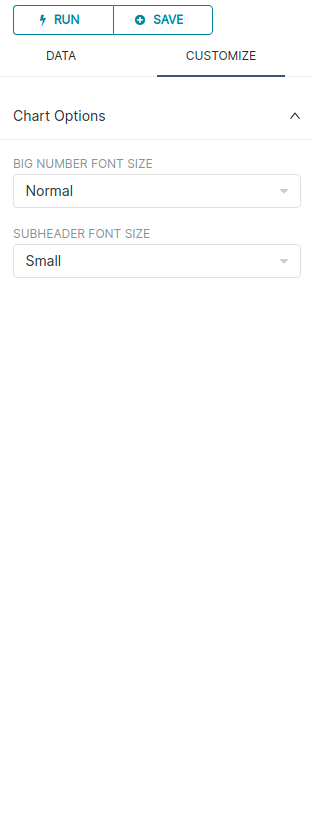 RUN SAVE
DATA CUSTOMIZE
Chart Options
BIG NUMBER FONT SIZE
Normal
SUBHEADER FONT SIZE
Small